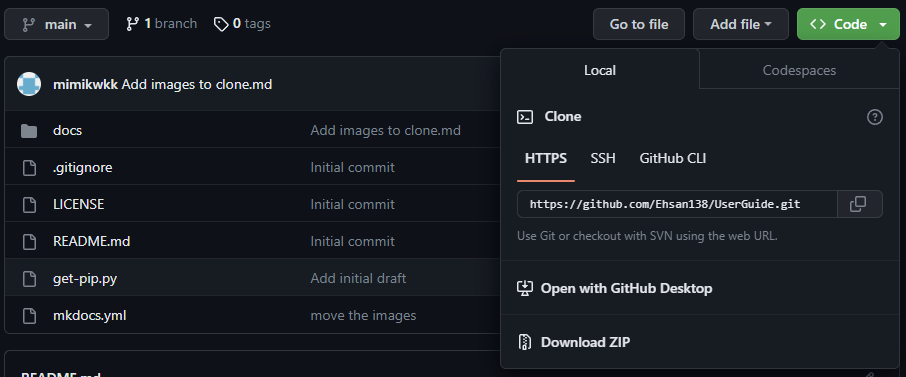 main 1 branch 0 tags Go to file Add file <> Code
Local Codespaces
mimikwkk Add images to clone.md
Clone
docs Add images to clone.md
HTTPS SSH GitHub CLI
.gitignore Initial commit
LICENSE Initial commit
https://github.com/Ehsan138/UserGuide.git
README.md Initial commit
Use Git or checkout with SVN using the web URL.
get-pip.py Add initial draft
Open with GitHub Desktop
mkdocs.yml move the images
Download ZIP
README.md